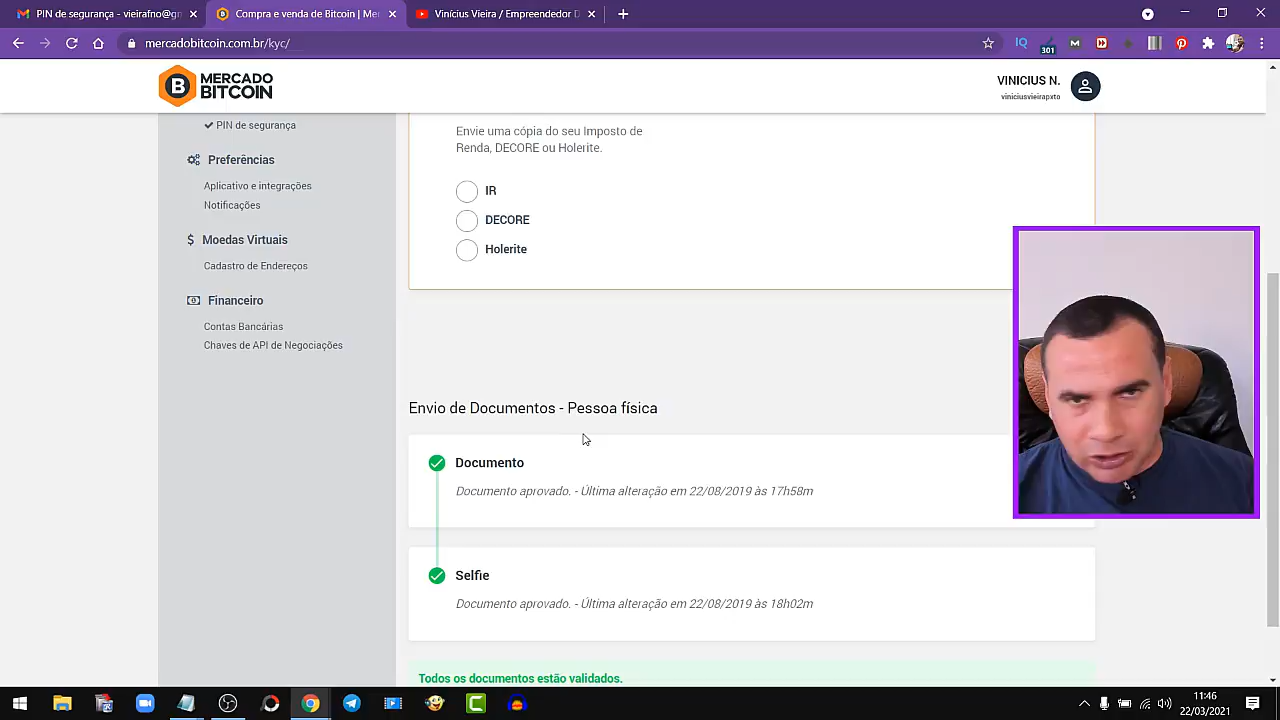 PIN de segurança - vieirafno@g
Compra e venda de Bitcoin | Me
Vinícius Vieira / Empreendedor D
mercadobitcoin.com.br/kyc/
301
MERCADO
BITCOIN
VINICIUS N.
viniciusvieirapxto
PIN de segurança
Preferências
Aplicativo e integrações
Notificações
Moedas Virtuais
Cadastro de Endereços
Financeiro
Contas Bancárias
Chaves de API de Negociações
Envie uma cópia do seu Imposto de
Renda, DECORE ou Holerite.
IR
DECORE
Holerite
Envio de Documentos - Pessoa física
Documento
Documento aprovado. - Última alteração em 22/08/2019 às 17h58m
Selfie
Documento aprovado. - Última alteração em 22/08/2019 às 18h02m
Todos os documentos estão validados.
11:46
22/03/2021